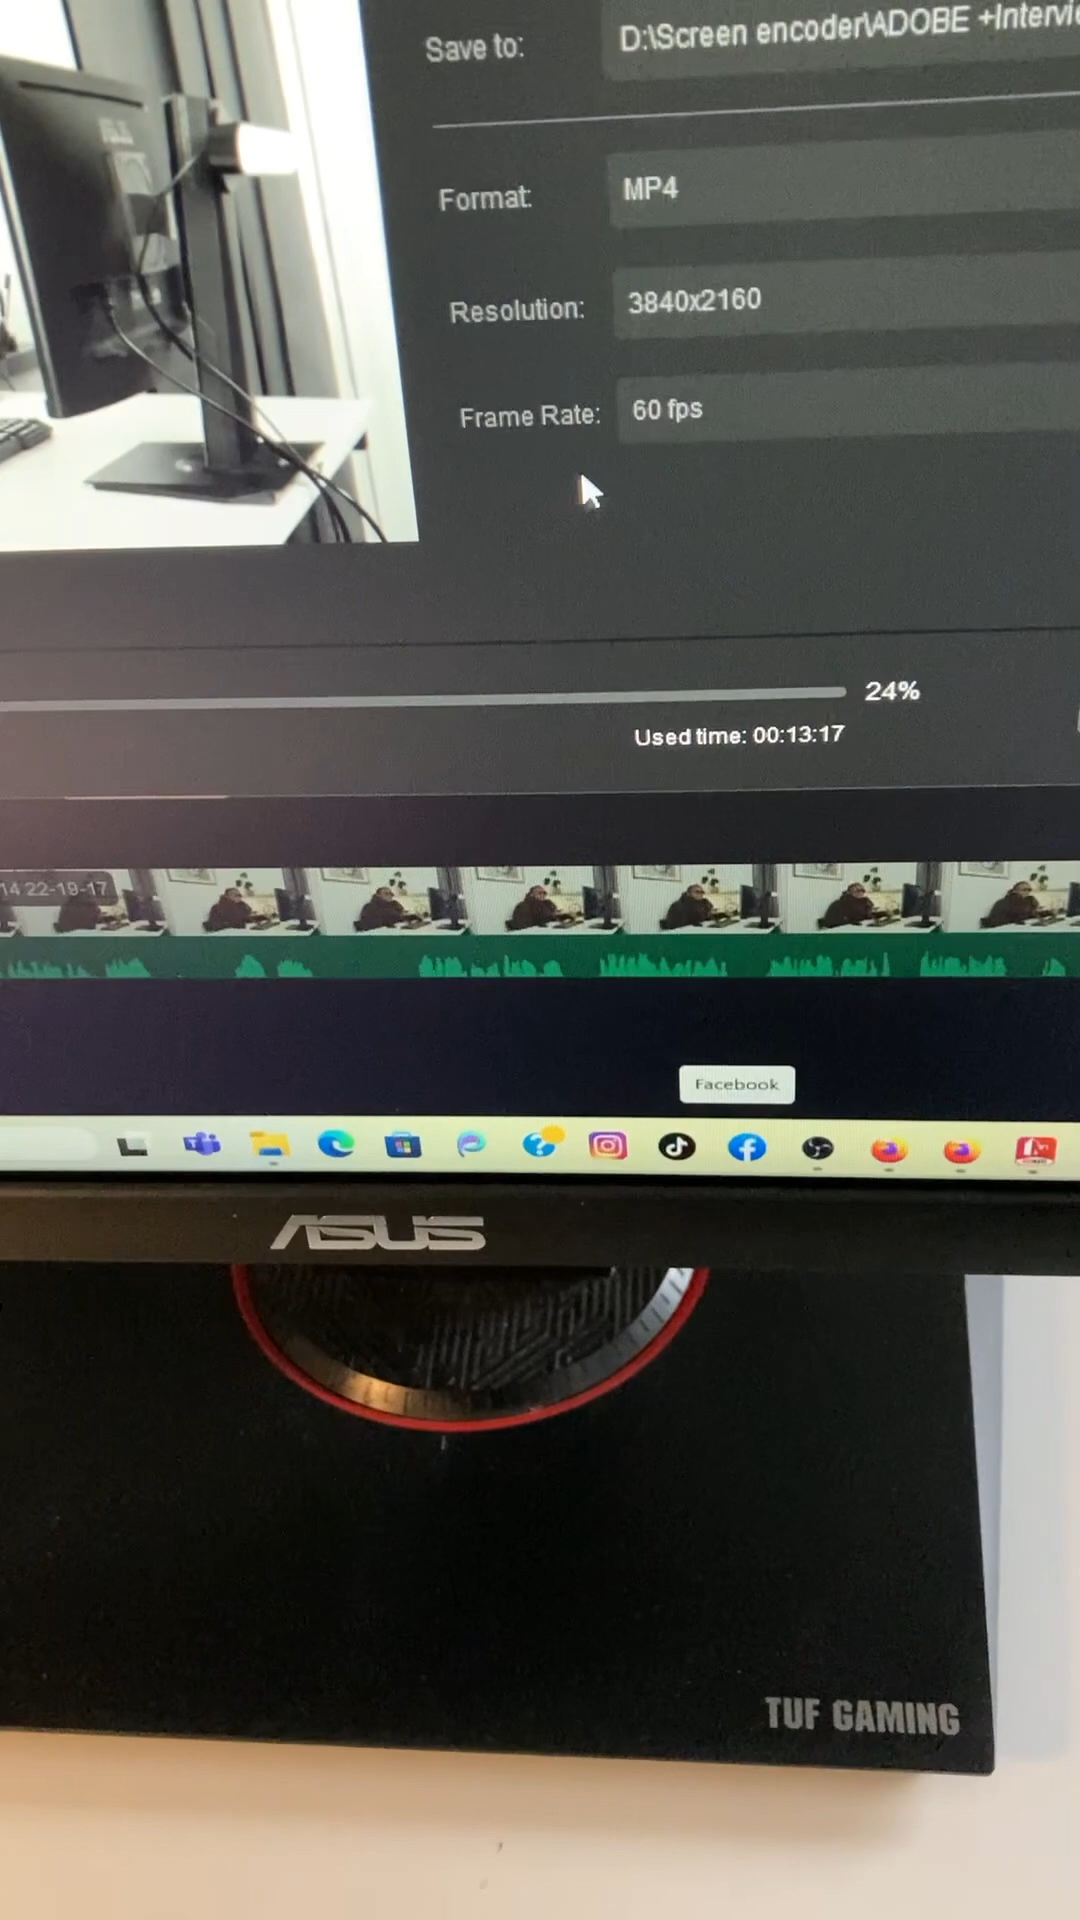 Save to: D:\Screen encoder\ADOBE +Intervie
Format: MP4
Resolution: 3840x2160
Frame Rate: 60 fps
24%
Used time: 00:13:17
14 22-19-17
Facebook
ASUS
TUF GAMING